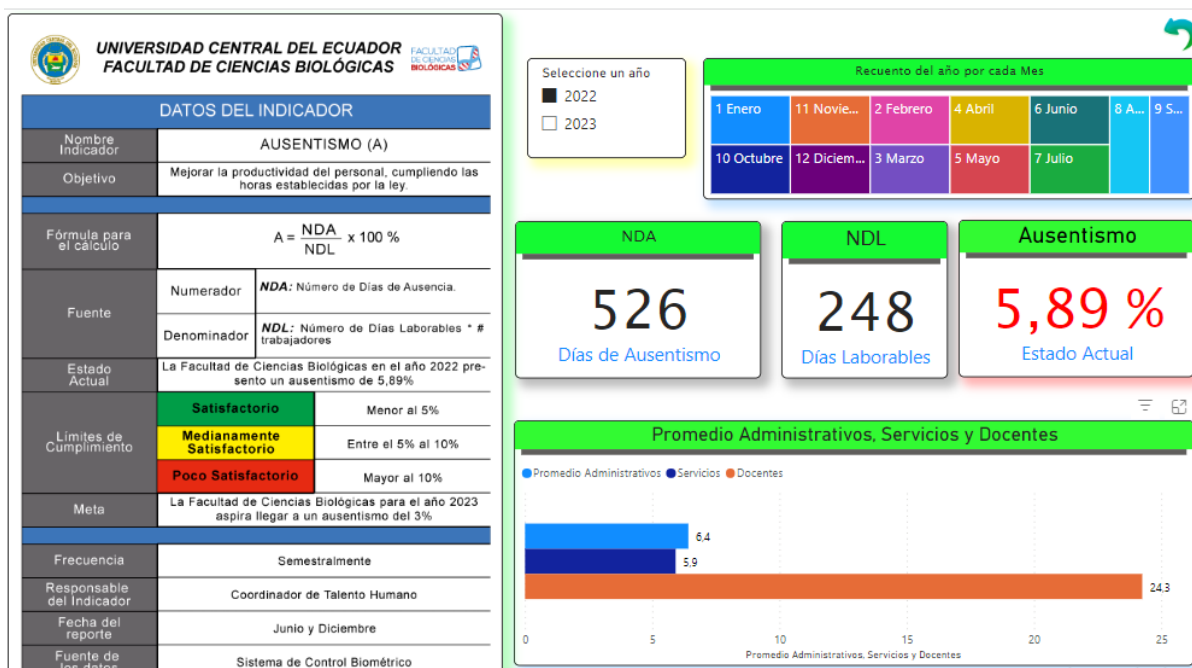 UNIVERSIDAD CENTRAL DEL ECUADOR
FACULTAD DE CIENCIAS BIOLÓGICAS
FACULTAD
DE CIENCIAS
BIOLÓGICAS
DATOS DEL INDICADOR
Nombre
Indicador
AUSENTISMO (A)
Objetivo
Mejorar la productividad del personal, cumpliendo las
horas establecidas por la ley.
Fórmula para
el cálculo
A = NDA / NDL x 100 %
Fuente
Numerador
NDA: Número de Días de Ausencia.
Denominador
NDL: Número de Días Laborables * #
trabajadores
Estado
Actual
La Facultad de Ciencias Biológicas en el año 2022 pre-
sento un ausentismo de 5,89%
Límites de
Cumplimiento
Satisfactorio
Menor al 5%
Medianamente
Satisfactorio
Entre el 5% al 10%
Poco Satisfactorio
Mayor al 10%
Meta
La Facultad de Ciencias Biológicas para el año 2023
aspira llegar a un ausentismo del 3%
Frecuencia
Semestralmente
Responsable
del Indicador
Coordinador de Talento Humano
Fecha del
reporte
Junio y Diciembre
Fuente de
los datos
Sistema de Control Biométrico
Seleccione un año
2022
2023
Recuento del año por cada Mes
1 Enero
11 Novie...
2 Febrero
4 Abril
6 Junio
8 A...
9 S...
10 Octubre
12 Diciem...
3 Marzo
5 Mayo
7 Julio
NDA
526
Días de Ausentismo
NDL
248
Días Laborables
Ausentismo
5,89 %
Estado Actual
Promedio Administrativos, Servicios y Docentes
Promedio Administrativos Servicios Docentes
6,4
5,9
24,3
0 5 10 15 20 25
Promedio Administrativos, Servicios y Docentes